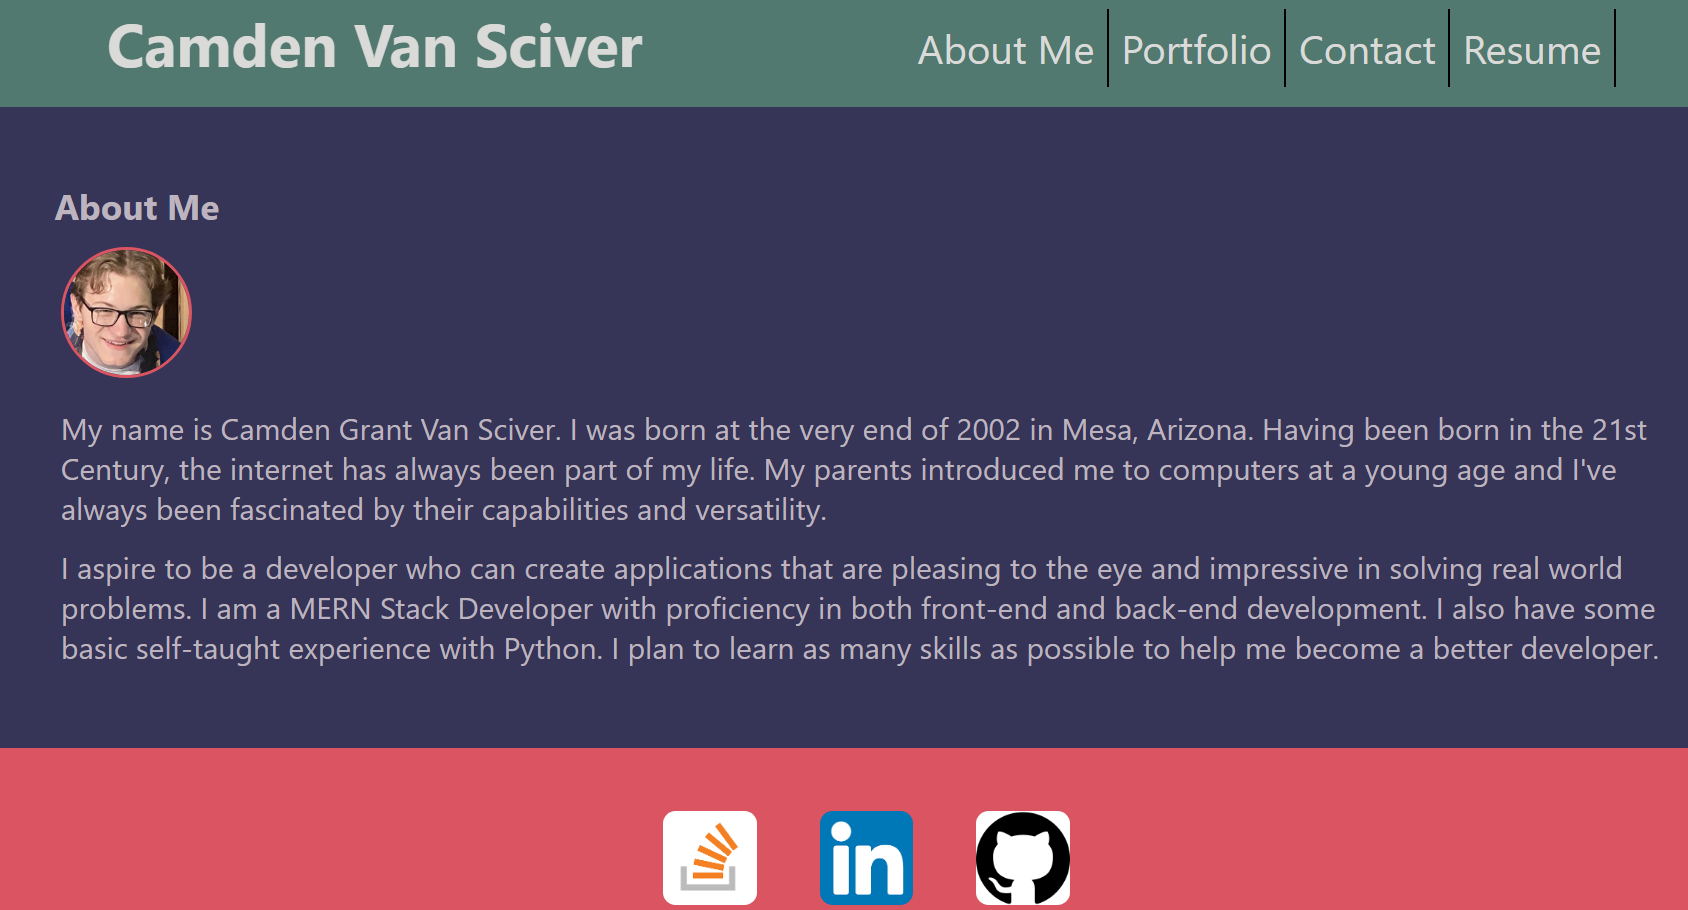 Camden Van Sciver
About Me
Portfolio
Contact
Resume
About Me
My name is Camden Grant Van Sciver. I was born at the very end of 2002 in Mesa, Arizona. Having been born in the 21st
Century, the internet has always been part of my life. My parents introduced me to computers at a young age and I've
always been fascinated by their capabilities and versatility.
I aspire to be a developer who can create applications that are pleasing to the eye and impressive in solving real world
problems. I am a MERN Stack Developer with proficiency in both front-end and back-end development. I also have some
basic self-taught experience with Python. I plan to learn as many skills as possible to help me become a better developer.
in